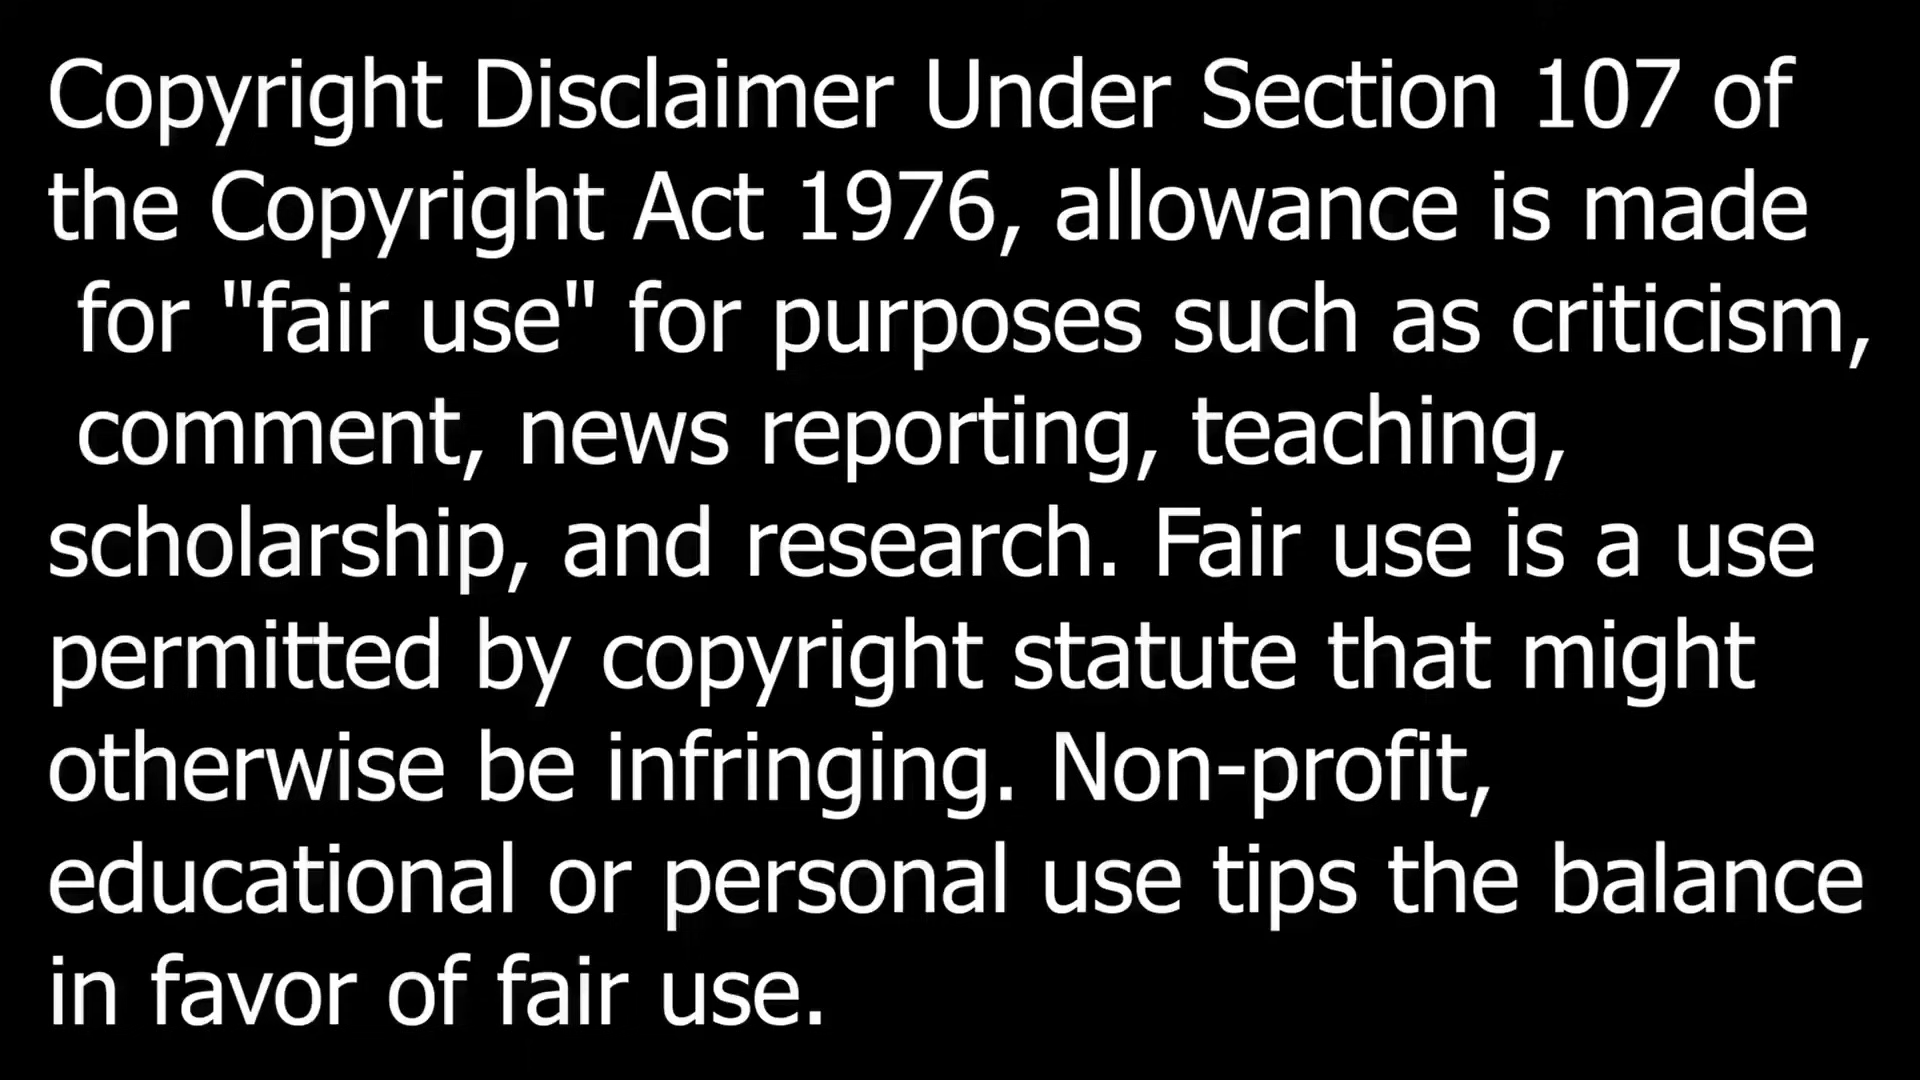 Copyright Disclaimer Under Section 107 of
the Copyright Act 1976, allowance is made
for "fair use" for purposes such as criticism,
comment, news reporting, teaching,
scholarship, and research. Fair use is a use
permitted by copyright statute that might
otherwise be infringing. Non-profit,
educational or personal use tips the balance
in favor of fair use.